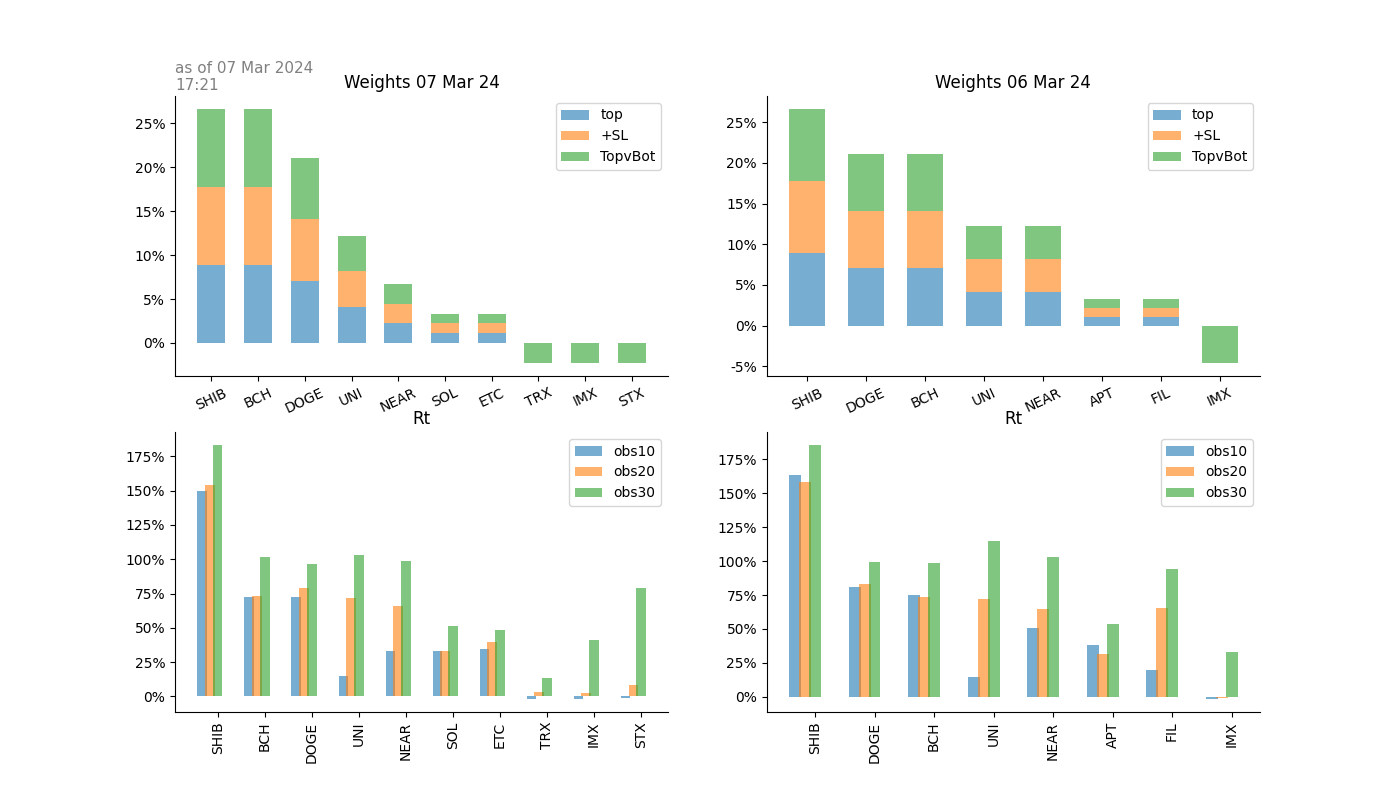 as of 07 Mar 2024
17:21
Weights 07 Mar 24
25%
20%
15%
10%
5%
0%
top
+SL
TopvBot
SHIB BCH DOGE UNI NEAR SOL ETC TRX IMX STX
Weights 06 Mar 24
25%
20%
15%
10%
5%
0%
-5%
top
+SL
TopvBot
SHIB DOGE BCH UNI NEAR APT FIL IMX
Rt
175%
150%
125%
100%
75%
50%
25%
0%
obs10
obs20
obs30
SHIB BCH DOGE UNI NEAR SOL ETC TRX IMX STX
Rt
175%
150%
125%
100%
75%
50%
25%
0%
obs10
obs20
obs30
SHIB DOGE BCH UNI NEAR APT FIL IMX